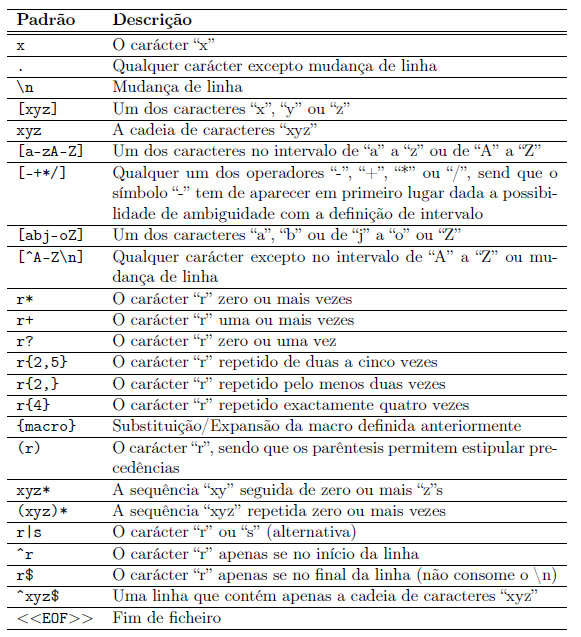 Padrão Descrição
x O carácter “x”
. Qualquer carácter excepto mudança de linha
\n Mudança de linha
[xyz] Um dos caracteres “x”, “y” ou “z”
xyz A cadeia de caracteres “xyz”
[a-zA-Z] Um dos caracteres no intervalo de “a” a “z” ou de “A” a “Z”
[-+*/] Qualquer um dos operadores “-”, “+”, “*” ou “/”, send que o
símbolo “-” tem de aparecer em primeiro lugar dada a possibi-
lidade de ambiguidade com a definição de intervalo
[abj-oZ] Um dos caracteres “a”, “b” ou de “j” a “o” ou “Z”
[^A-Z\n] Qualquer carácter excepto no intervalo de “A” a “Z” ou mu-
dança de linha
r* O carácter “r” zero ou mais vezes
r+ O carácter “r” uma ou mais vezes
r? O carácter “r” zero ou uma vez
r{2,5} O carácter “r” repetido de duas a cinco vezes
r{2,} O carácter “r” repetido pelo menos duas vezes
r{4} O carácter “r” repetido exactamente quatro vezes
{macro} Substituição/Expansão da macro definida anteriormente
(r) O carácter “r”, sendo que os parêntesis permitem estipular pre-
cedências
xyz* A sequência “xy” seguida de zero ou mais “z”s
(xyz)* A sequência “xyz” repetida zero ou mais vezes
r|s O carácter “r” ou “s” (alternativa)
^r O carácter “r” apenas se no início da linha
r$ O carácter “r” apenas se no final da linha (não consome o \n)
^xyz$ Uma linha que contém apenas a cadeia de caracteres “xyz”
<<EOF>> Fim de ficheiro